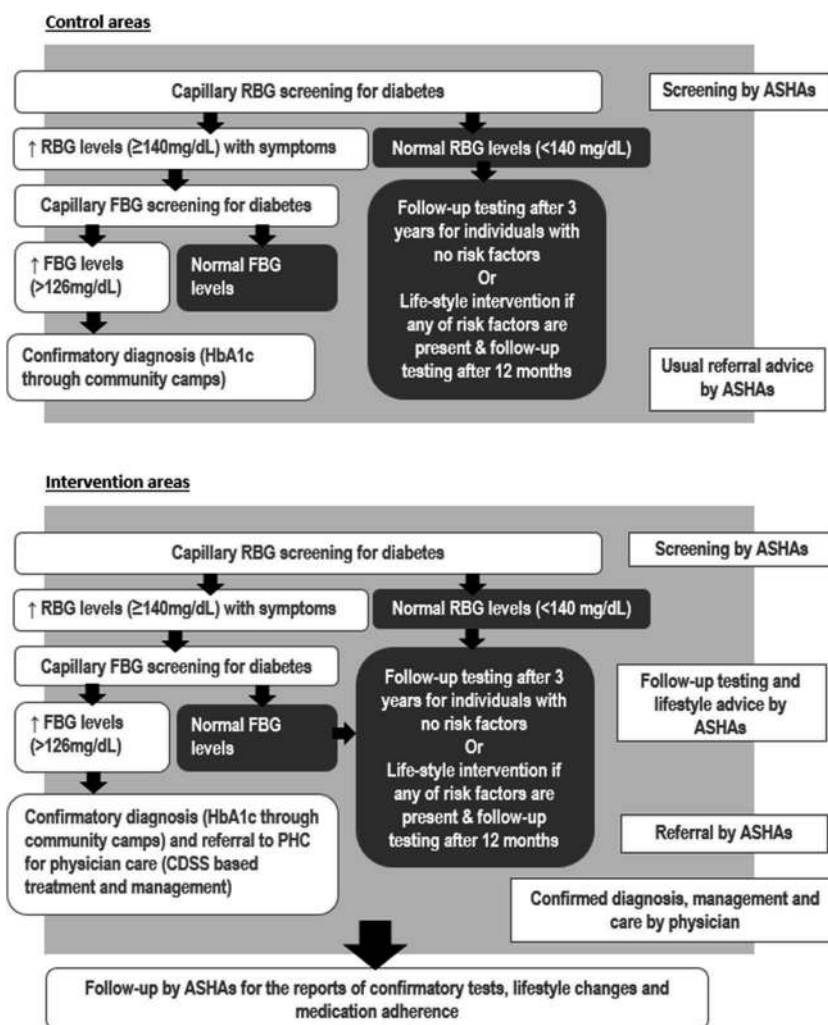 Control areas
Capillary RBG screening for diabetes
Screening by ASHAs
↑ RBG levels (≥140mg/dL) with symptoms
Normal RBG levels (<140 mg/dL)
Capillary FBG screening for diabetes
Follow-up testing after 3
years for individuals with
no risk factors
Or
Life-style intervention if
any of risk factors are
present & follow-up
testing after 12 months
↑ FBG levels
(>126mg/dL)
Normal FBG
levels
Confirmatory diagnosis (HbA1c
through community camps)
Usual referral advice
by ASHAs
Intervention areas
Capillary RBG screening for diabetes
Screening by ASHAs
↑ RBG levels (≥140mg/dL) with symptoms
Normal RBG levels (<140 mg/dL)
Capillary FBG screening for diabetes
Follow-up testing after 3
years for individuals with
no risk factors
Or
Life-style intervention if
any of risk factors are
present & follow-up
testing after 12 months
Follow-up testing and
lifestyle advice by
ASHAs
↑ FBG levels
(>126mg/dL)
Normal FBG
levels
Confirmatory diagnosis (HbA1c through
community camps) and referral to PHC
for physician care (CDSS based
treatment and management)
Referral by ASHAs
Confirmed diagnosis, management and
care by physician
Follow-up by ASHAs for the reports of confirmatory tests, lifestyle changes and
medication adherence